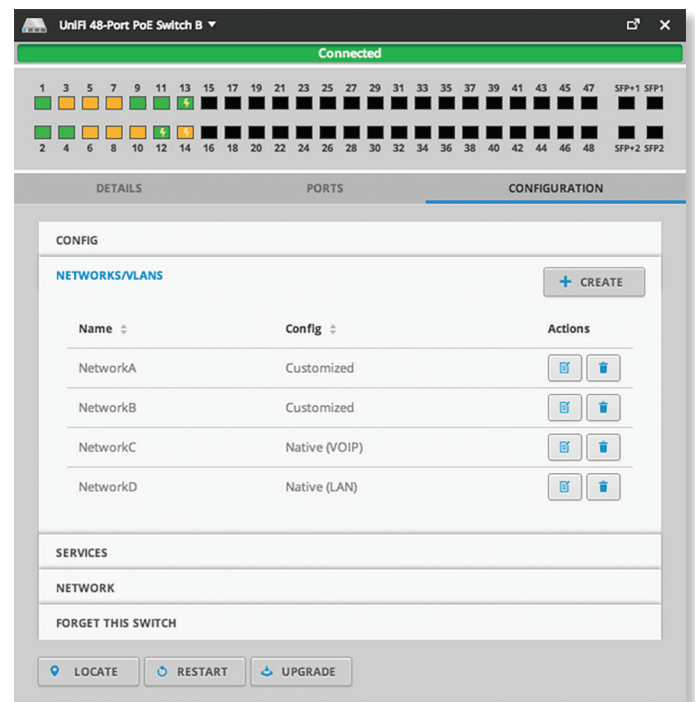 UniFi 48-Port PoE Switch B
Connected
1 3 5 7 9 11 13 15 17 19 21 23 25 27 29 31 33 35 37 39 41 43 45 47 SFP+1 SFP1
2 4 6 8 10 12 14 16 18 20 22 24 26 28 30 32 34 36 38 40 42 44 46 48 SFP+2 SFP2
DETAILS PORTS CONFIGURATION
CONFIG
NETWORKS/VLANS + CREATE
Name Config Actions
NetworkA Customized
NetworkB Customized
NetworkC Native (VOIP)
NetworkD Native (LAN)
SERVICES
NETWORK
FORGET THIS SWITCH
LOCATE RESTART UPGRADE